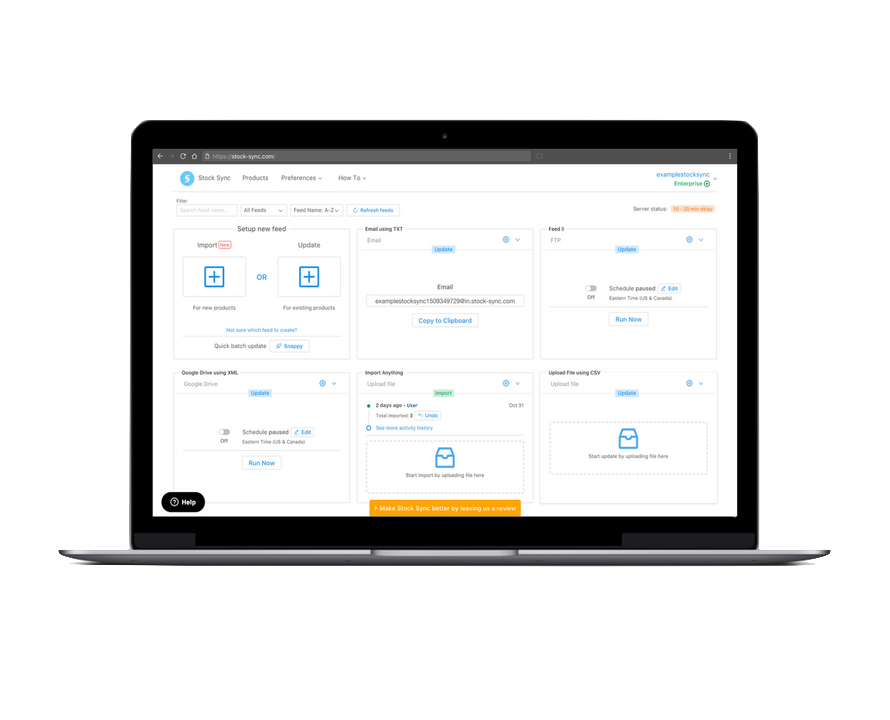 https://stock-sync.com/
Stock Sync
Products
Preferences
How To
examplestocksync
Enterprise
Filter
Search feed name...
All Feeds
Feed Name: A-Z
Refresh feeds
Server status:
10 - 20 min delay
Setup new feed
Import
New
Update
OR
For new products
For existing products
Not sure which feed to create?
Quick batch update
Snappy
Email using TXT
Email
Update
Email
examplestocksync1509349729@in.stock-sync.com
Copy to Clipboard
Feed 5
FTP
Update
Off
Schedule paused
Edit
Eastern Time (US & Canada)
Run Now
Google Drive using XML
Google Drive
Update
Off
Schedule paused
Edit
Eastern Time (US & Canada)
Run Now
Import Anything
Upload file
Import
2 days ago - User
Oct 31
Total imported: 3
Undo
See more activity history
Start import by uploading file here
Upload File using CSV
Upload file
Update
Start update by uploading file here
Help
> Make Stock Sync better by leaving us a review